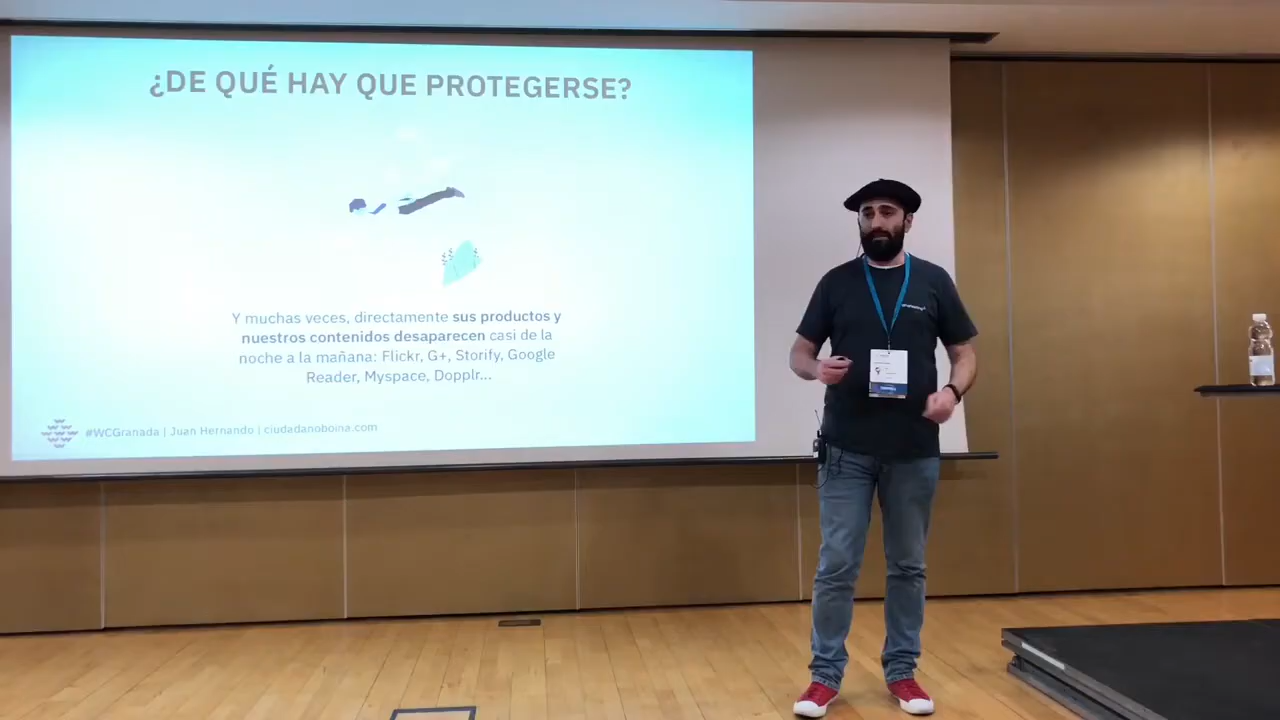 ¿DE QUÉ HAY QUE PROTEGERSE?
Y muchas veces, directamente sus productos y
nuestros contenidos desaparecen casi de la
noche a la mañana: Flickr, G+, Storify, Google
Reader, Myspace, Dopplr...
#WCGranada | Juan Hernando | ciudadanoboina.com